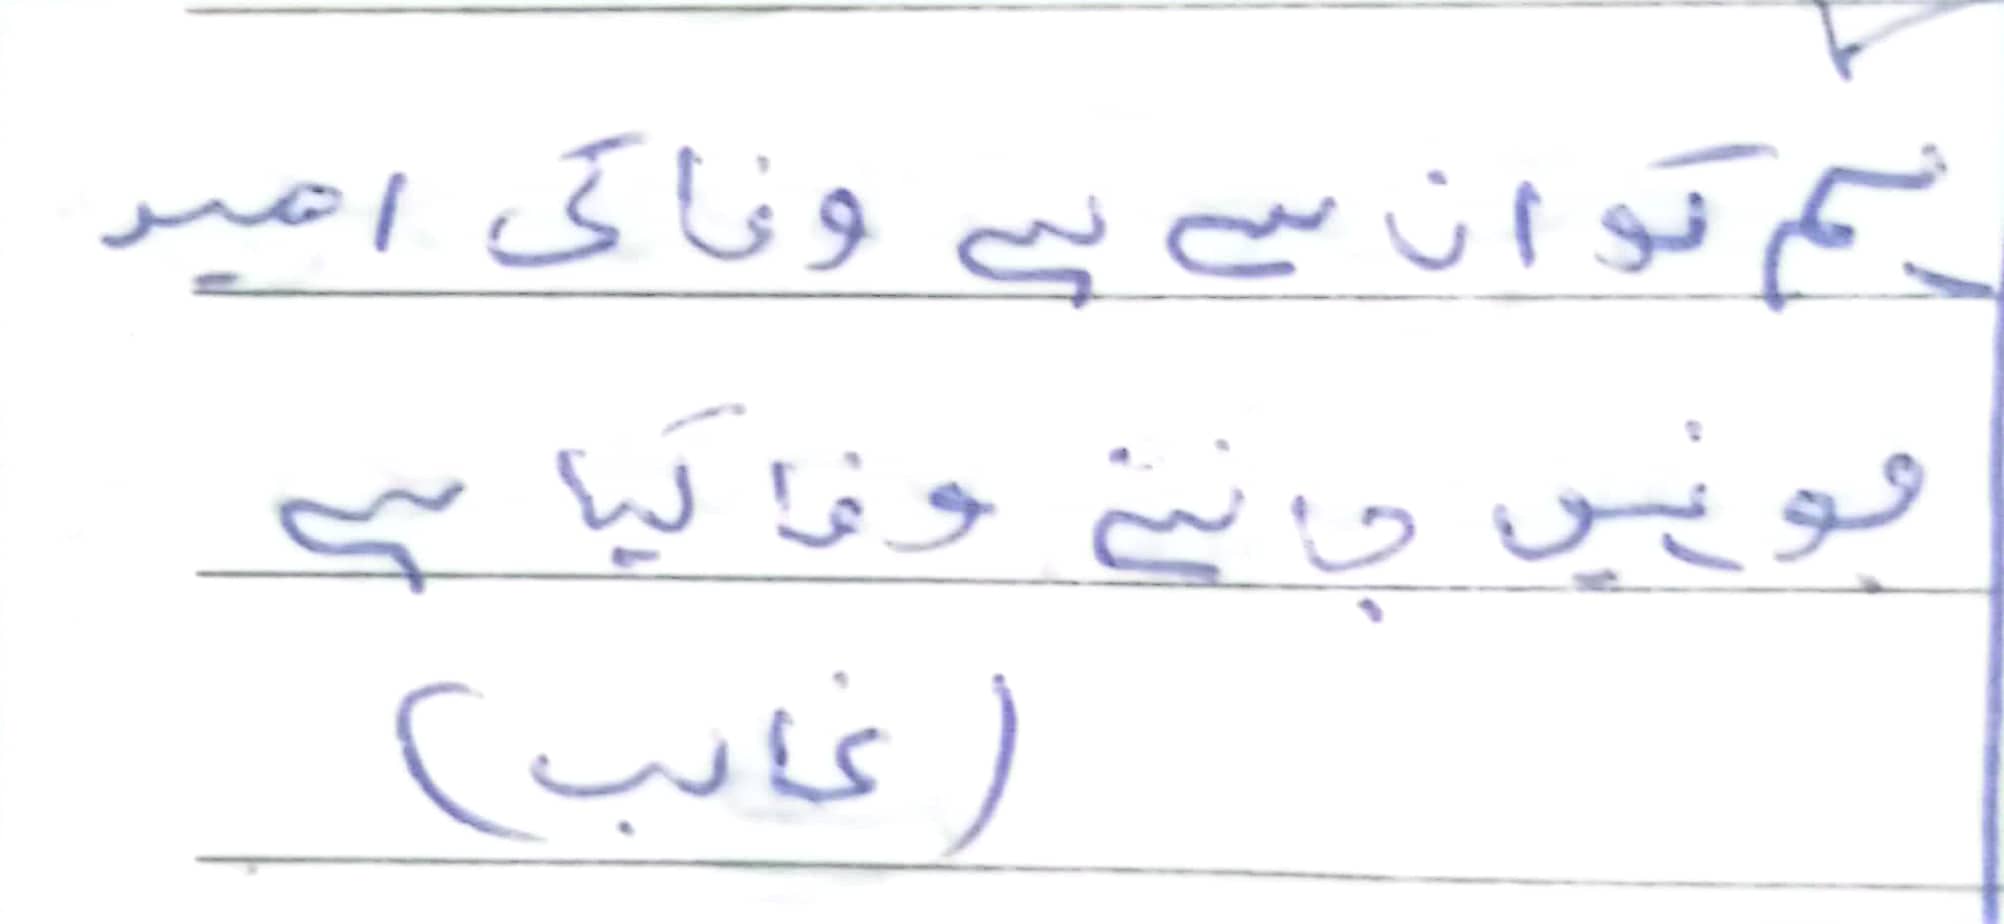 ہم کو ان سے ہے وفا کی امید
جو نہیں جانتے وفا کیا ہے
(غالب)